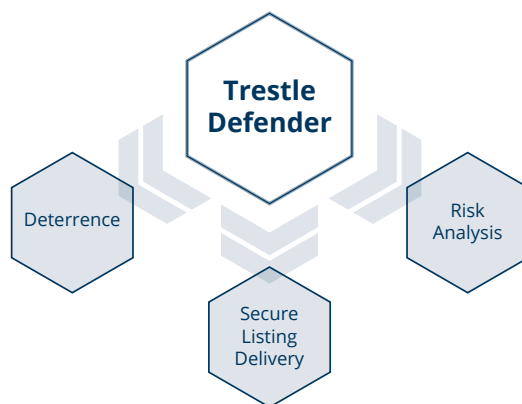 Trestle
Defender
Deterrence
Risk
Analysis
Secure
Listing
Delivery